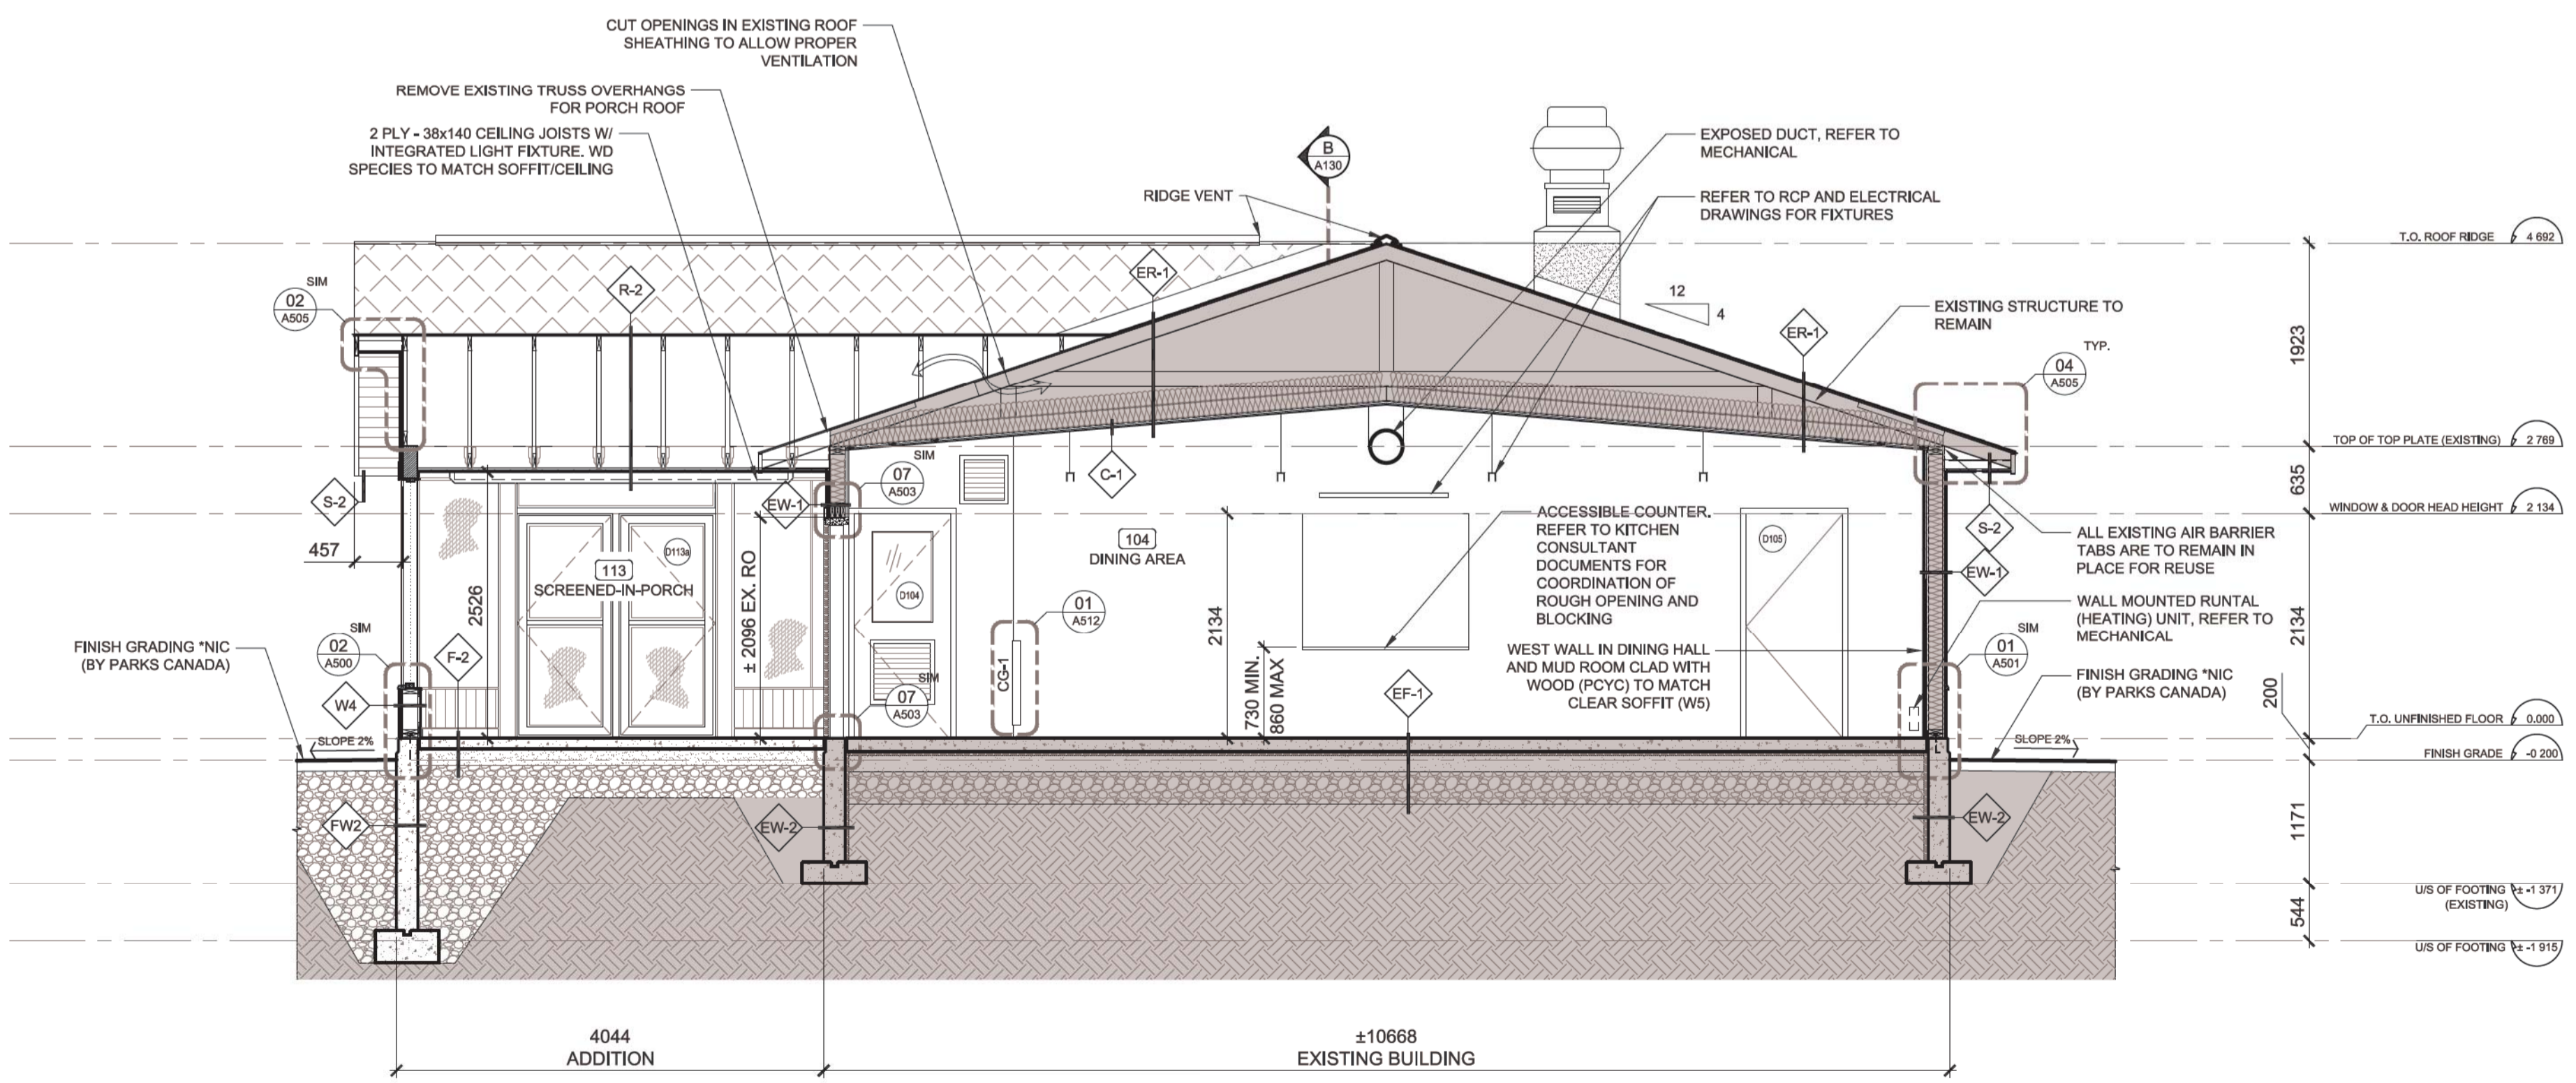 CUT OPENINGS IN EXISTING ROOF
SHEATHING TO ALLOW PROPER
VENTILATION
REMOVE EXISTING TRUSS OVERHANGS
FOR PORCH ROOF
2 PLY - 38x140 CEILING JOISTS W/
INTEGRATED LIGHT FIXTURE. WD
SPECIES TO MATCH SOFFIT/CEILING
B
A130
RIDGE VENT
EXPOSED DUCT, REFER TO
MECHANICAL
REFER TO RCP AND ELECTRICAL
DRAWINGS FOR FIXTURES
T.O. ROOF RIDGE 4 692
SIM
02
A505
R-2
ER-1
12
4
EXISTING STRUCTURE TO
REMAIN
ER-1
TYP.
04
A505
1923
TOP OF TOP PLATE (EXISTING) 2 769
SIM
07
A503
C-1
S-2
EW-1
635
WINDOW & DOOR HEAD HEIGHT 2 134
457
2526
113
SCREENED-IN-PORCH
D113a
± 2096 EX. RO
D104
104
DINING AREA
2134
ACCESSIBLE COUNTER.
REFER TO KITCHEN
CONSULTANT
DOCUMENTS FOR
COORDINATION OF
ROUGH OPENING AND
BLOCKING
D105
S-2
EW-1
ALL EXISTING AIR BARRIER
TABS ARE TO REMAIN IN
PLACE FOR REUSE
WALL MOUNTED RUNTAL
(HEATING) UNIT, REFER TO
MECHANICAL
2134
FINISH GRADING *NIC
(BY PARKS CANADA)
SIM
02
A500
F-2
W4
SIM
07
A503
01
A512
CG-1
730 MIN.
860 MAX
WEST WALL IN DINING HALL
AND MUD ROOM CLAD WITH
WOOD (PCYC) TO MATCH
CLEAR SOFFIT (W5)
EF-1
SIM
01
A501
FINISH GRADING *NIC
(BY PARKS CANADA)
200
T.O. UNFINISHED FLOOR 0.000
SLOPE 2%
SLOPE 2%
FINISH GRADE -0 200
FW2
EW-2
EW-2
1171
U/S OF FOOTING ± -1 371
(EXISTING)
544
U/S OF FOOTING ± -1 915
4044
ADDITION
±10668
EXISTING BUILDING